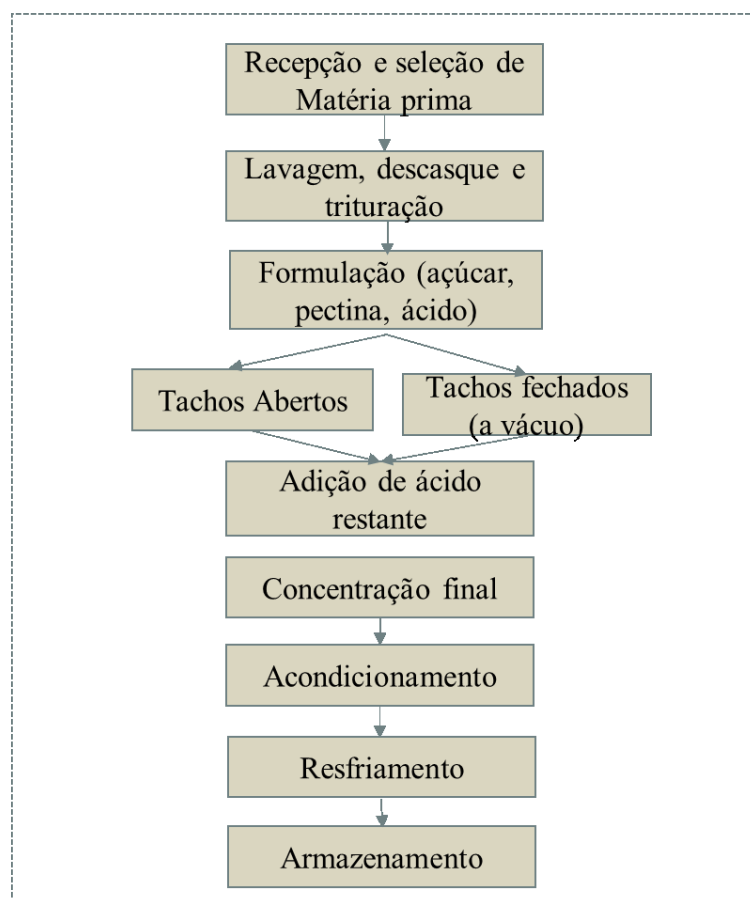 Recepção e seleção de
Matéria prima
Lavagem, descasque e
trituração
Formulação (açúcar,
pectina, ácido)
Tachos Abertos
Tachos fechados
(a vácuo)
Adição de ácido
restante
Concentração final
Acondicionamento
Resfriamento
Armazenamento